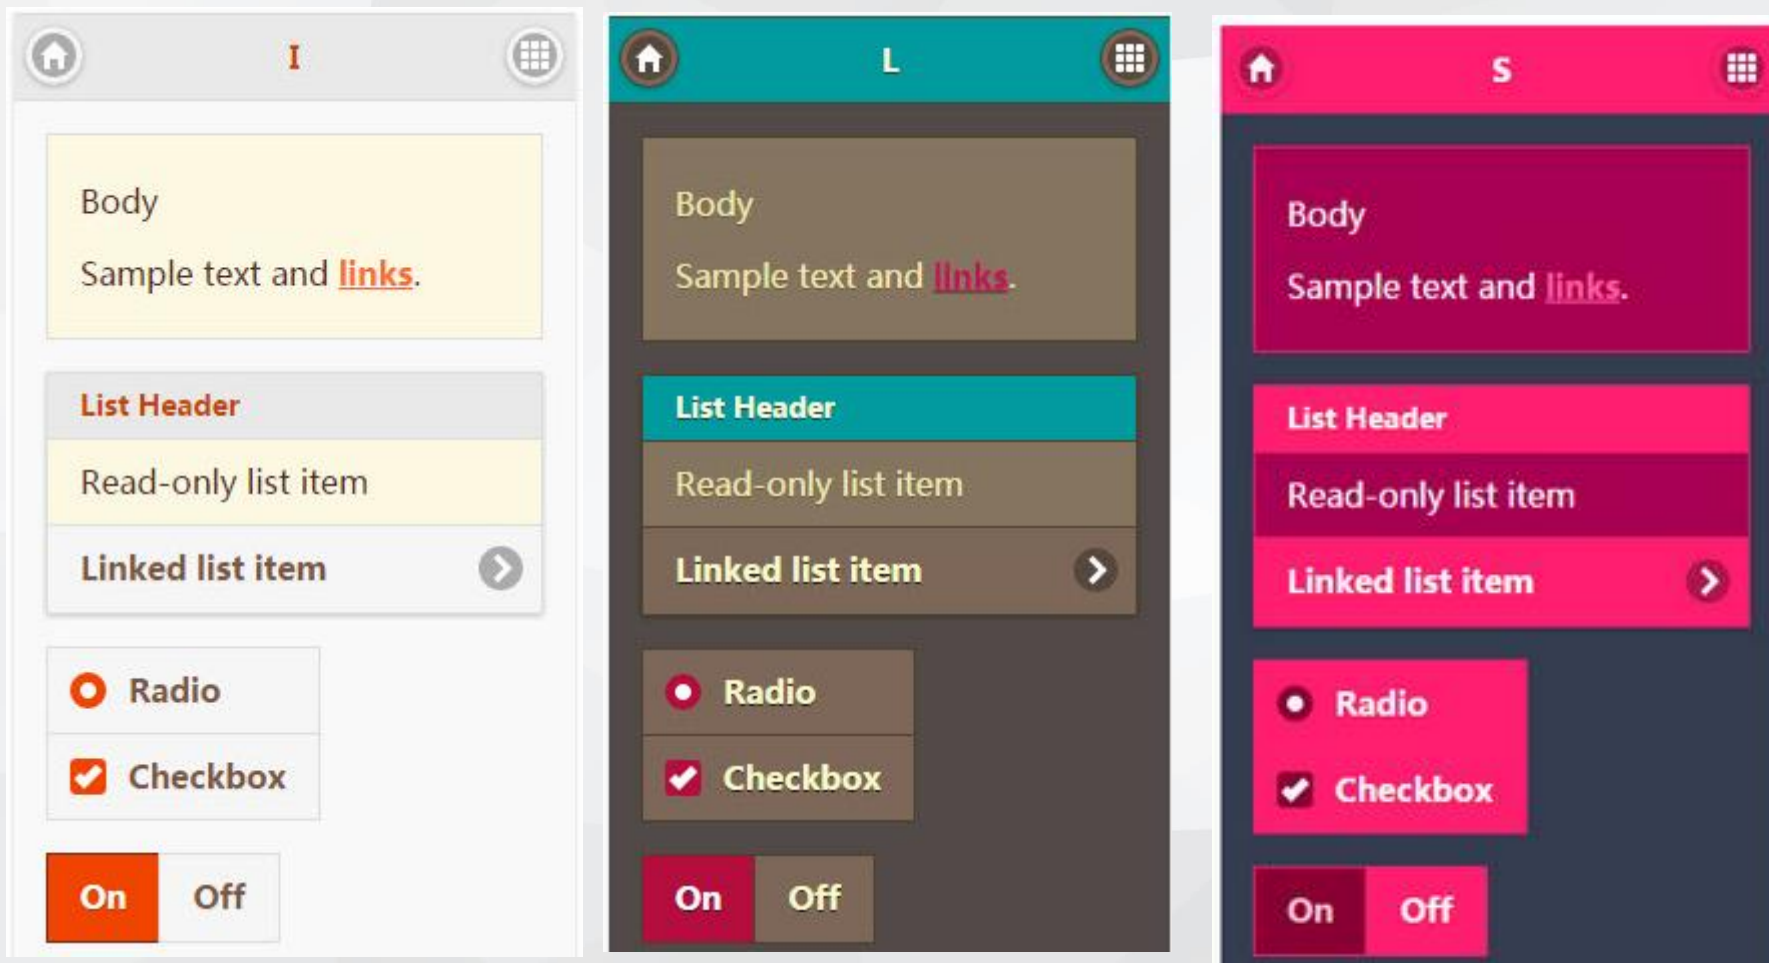 I
Body
Sample text and links.
List Header
Read-only list item
Linked list item
Radio
Checkbox
On Off
L
Body
Sample text and links.
List Header
Read-only list item
Linked list item
Radio
Checkbox
On Off
S
Body
Sample text and links.
List Header
Read-only list item
Linked list item
Radio
Checkbox
On Off